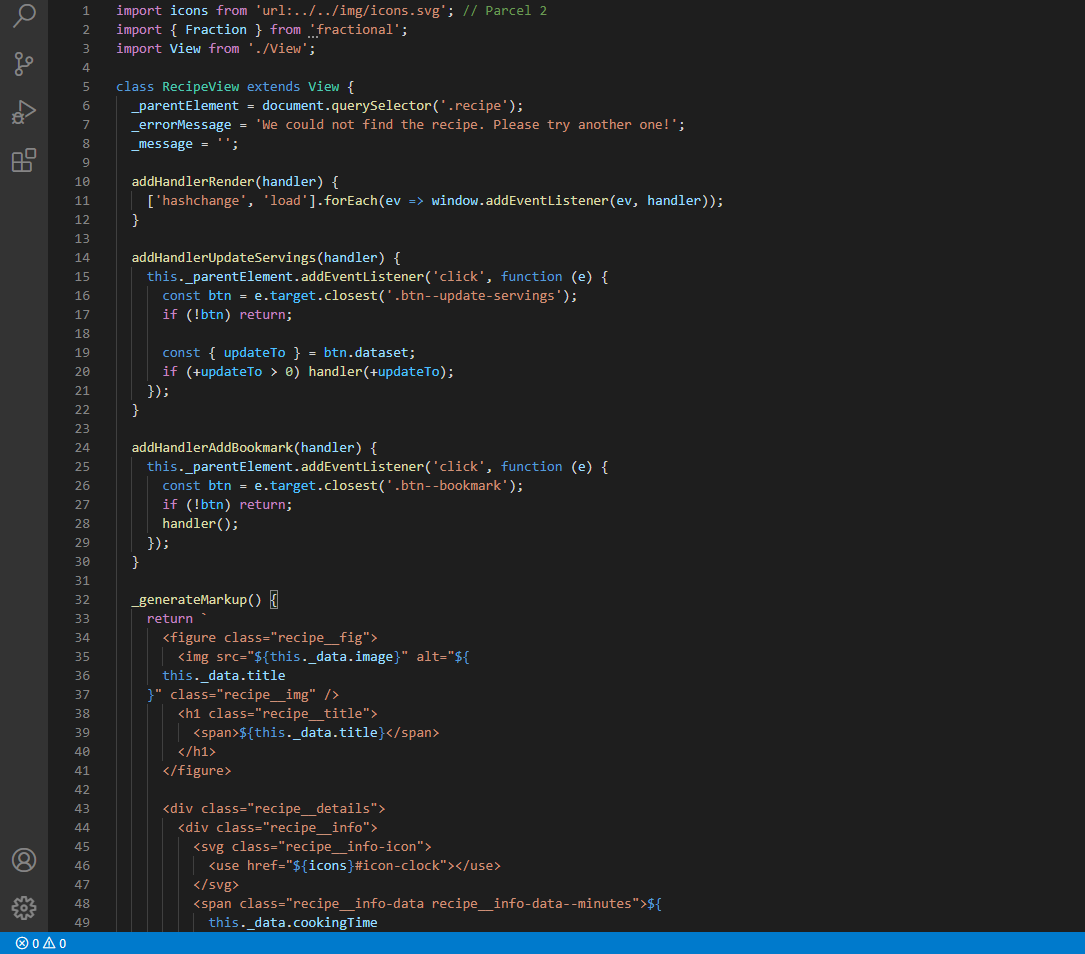 1 import icons from 'url:../../img/icons.svg'; // Parcel 2
2 import { Fraction } from 'fractional';
3 import View from './View';
4
5 class RecipeView extends View {
6 _parentElement = document.querySelector('.recipe');
7 _errorMessage = 'We could not find the recipe. Please try another one!';
8 _message = '';
9
10 addHandlerRender(handler) {
11 ['hashchange', 'load'].forEach(ev => window.addEventListener(ev, handler));
12 }
13
14 addHandlerUpdateServings(handler) {
15 this._parentElement.addEventListener('click', function (e) {
16 const btn = e.target.closest('.btn--update-servings');
17 if (!btn) return;
18
19 const { updateTo } = btn.dataset;
20 if (+updateTo > 0) handler(+updateTo);
21 });
22 }
23
24 addHandlerAddBookmark(handler) {
25 this._parentElement.addEventListener('click', function (e) {
26 const btn = e.target.closest('.btn--bookmark');
27 if (!btn) return;
28 handler();
29 });
30 }
31
32 _generateMarkup() {
33 return `
34 <figure class="recipe__fig">
35 <img src="${this._data.image}" alt="${
36 this._data.title
37 }" class="recipe__img" />
38 <h1 class="recipe__title">
39 <span>${this._data.title}</span>
40 </h1>
41 </figure>
42
43 <div class="recipe__details">
44 <div class="recipe__info">
45 <svg class="recipe__info-icon">
46 <use href="${icons}#icon-clock"></use>
47 </svg>
48 <span class="recipe__info-data recipe__info-data--minutes">${
49 this._data.cookingTime
0 0